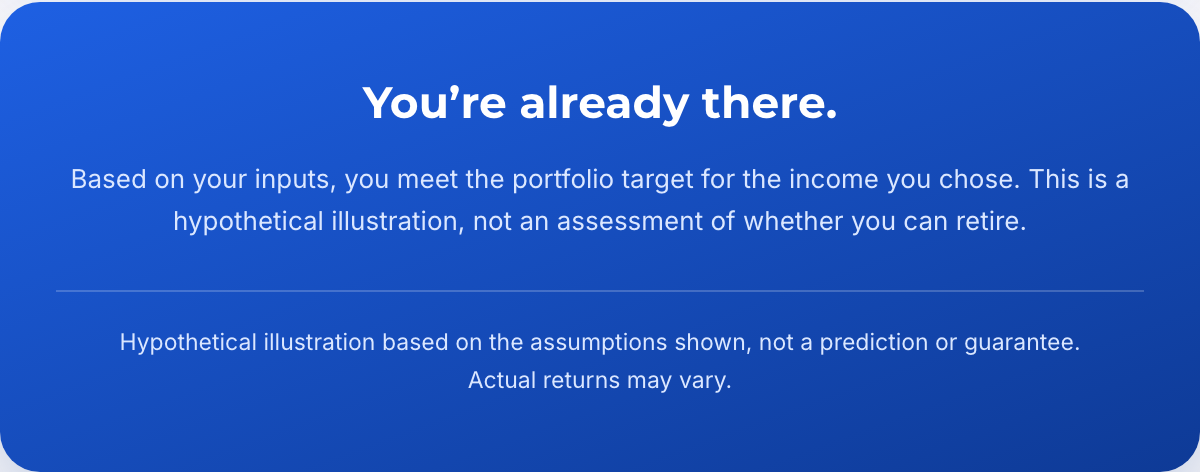 You’re already there.
Based on your inputs, you meet the portfolio target for the income you chose. This is a
hypothetical illustration, not an assessment of whether you can retire.
Hypothetical illustration based on the assumptions shown, not a prediction or guarantee.
Actual returns may vary.